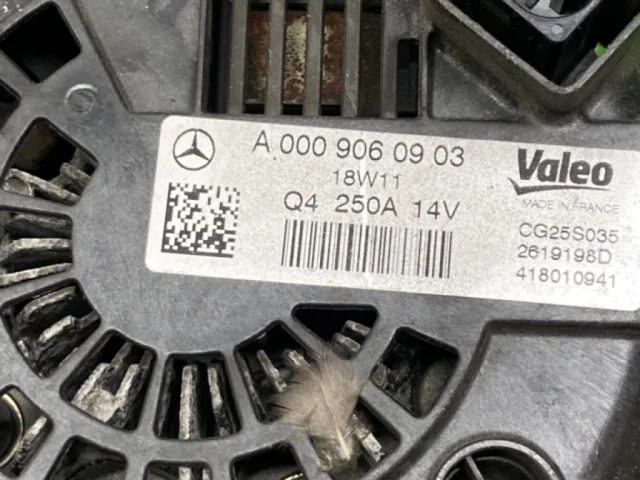 A 000 906 09 03
18W11
Q4 250A 14V
Valeo
MADE IN FRANCE
CG25S035
2619198D
418010941